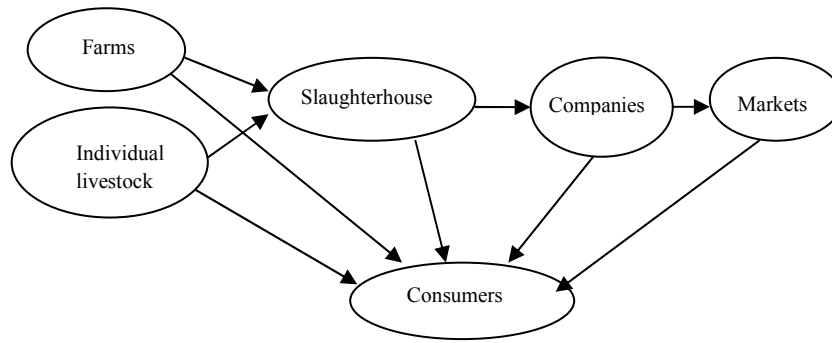 Farms
Slaughterhouse
Companies
Markets
Individual
livestock
Consumers